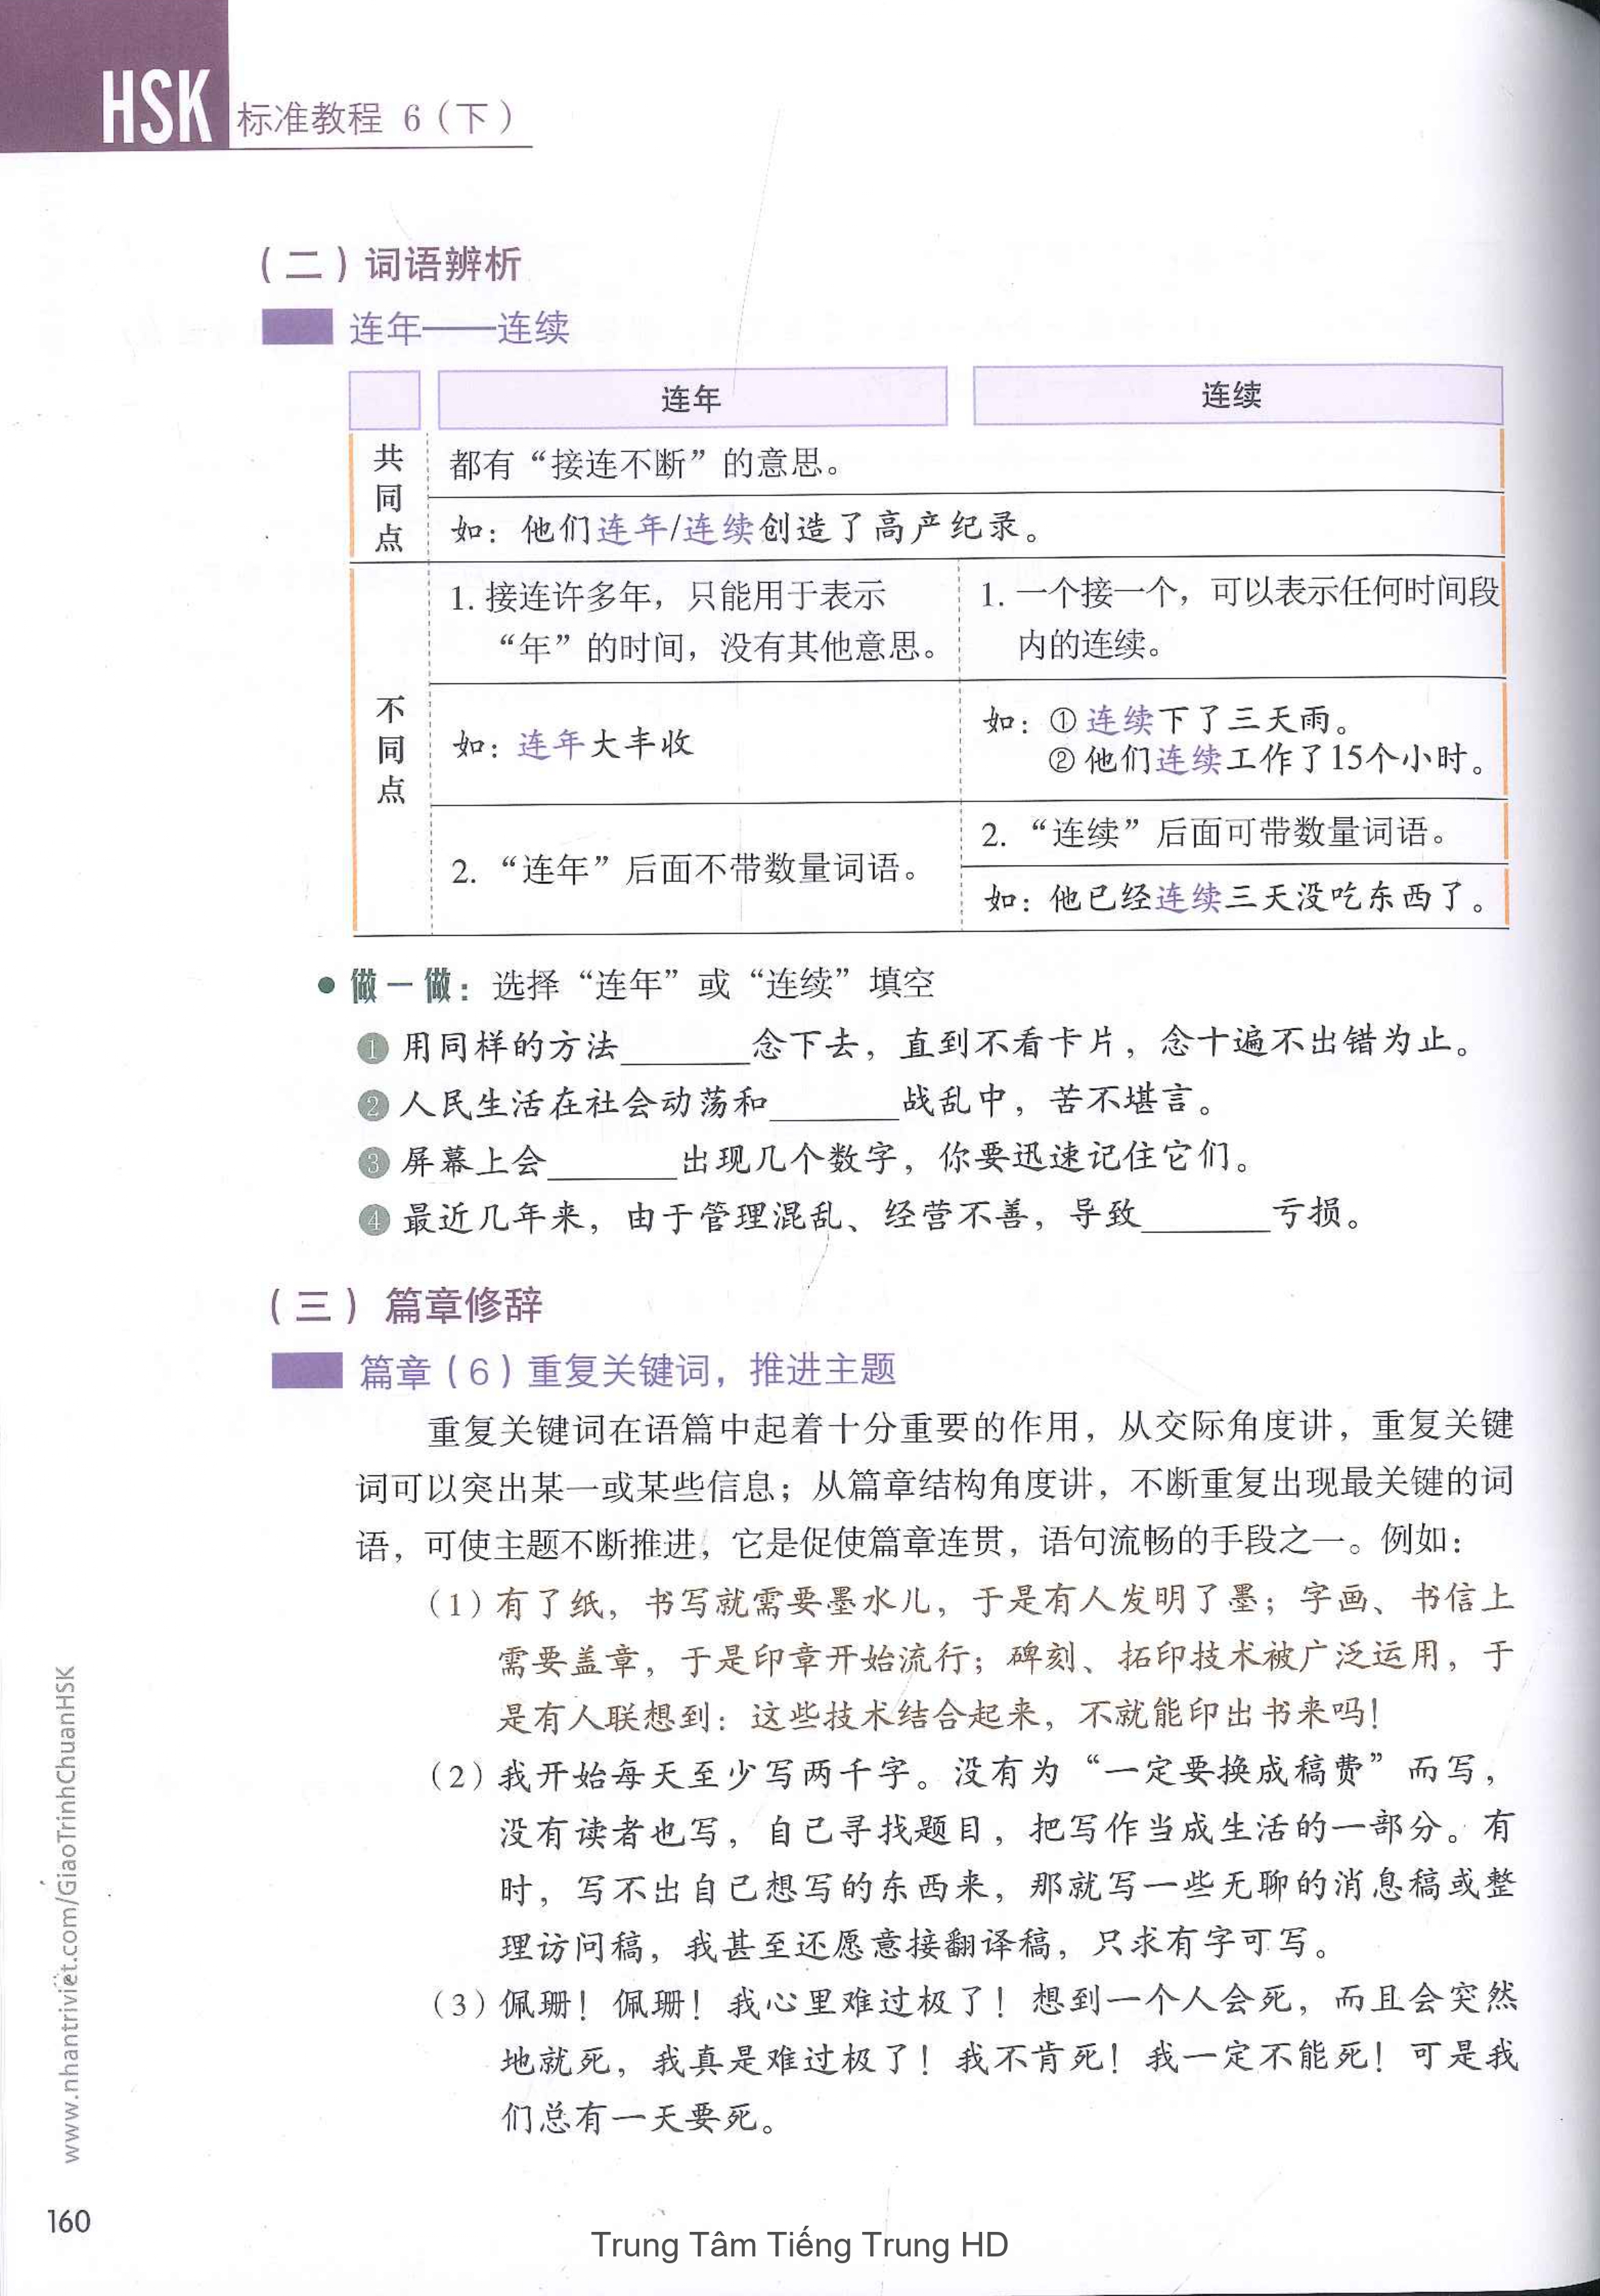 HSK 标准教程 6（下）
（二）词语辨析
连年——连续
连年 连续
共同点
都有“接连不断”的意思。
如：他们连年/连续创造了高产纪录。
不同点
1. 接连许多年，只能用于表示
“年”的时间，没有其他意思。
1. 一个接一个，可以表示任何时间段
内的连续。
如：连年大丰收
如：① 连续下了三天雨。
② 他们连续工作了15个小时。
2. “连年”后面不带数量词语。
2. “连续”后面可带数量词语。
如：他已经连续三天没吃东西了。
● 做一做：选择“连年”或“连续”填空
❶ 用同样的方法_______念下去，直到不看卡片，念十遍不出错为止。
❷ 人民生活在社会动荡和_______战乱中，苦不堪言。
❸ 屏幕上会_______出现几个数字，你要迅速记住它们。
❹ 最近几年来，由于管理混乱、经营不善，导致_______亏损。
（三）篇章修辞
篇章（6）重复关键词，推进主题
重复关键词在语篇中起着十分重要的作用，从交际角度讲，重复关键
词可以突出某一或某些信息；从篇章结构角度讲，不断重复出现最关键的词
语，可使主题不断推进，它是促使篇章连贯，语句流畅的手段之一。例如：
（1）有了纸，书写就需要墨水儿，于是有人发明了墨；字画、书信上
需要盖章，于是印章开始流行；碑刻、拓印技术被广泛运用，于
是有人联想到：这些技术结合起来，不就能印出书来吗！
（2）我开始每天至少写两千字。没有为“一定要换成稿费”而写，
没有读者也写，自己寻找题目，把写作当成生活的一部分。有
时，写不出自己想写的东西来，那就写一些无聊的消息稿或整
理访问稿，我甚至还愿意接翻译稿，只求有字可写。
（3）佩珊！佩珊！我心里难过极了！想到一个人会死，而且会突然
地就死，我真是难过极了！我不肯死！我一定不能死！可是我
们总有一天要死。
www.nhantriviet.com/GiáoTrinhChuanHSK
160
Trung Tâm Tiếng Trung HD